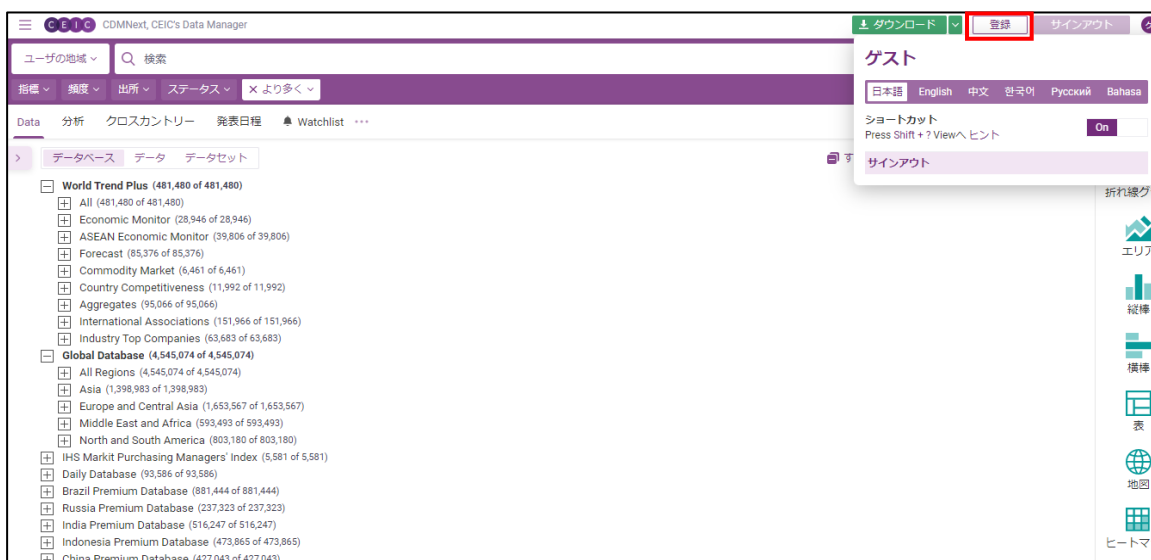 CEIC CDMNext, CEIC's Data Manager ダウンロード 登録 サインアウト ゲ
ユーザの地域 検索
指標 頻度 出所 ステータス × より多く
Data 分析 クロスカントリー 発表日程 Watchlist ...
データベース データ データセット す
World Trend Plus (481,480 of 481,480)
All (481,480 of 481,480)
Economic Monitor (28,946 of 28,946)
ASEAN Economic Monitor (39,806 of 39,806)
Forecast (85,376 of 85,376)
Commodity Market (6,461 of 6,461)
Country Competitiveness (11,992 of 11,992)
Aggregates (95,066 of 95,066)
International Associations (151,966 of 151,966)
Industry Top Companies (63,683 of 63,683)
Global Database (4,545,074 of 4,545,074)
All Regions (4,545,074 of 4,545,074)
Asia (1,398,983 of 1,398,983)
Europe and Central Asia (1,653,567 of 1,653,567)
Middle East and Africa (593,493 of 593,493)
North and South America (803,180 of 803,180)
IHS Markit Purchasing Managers' Index (5,581 of 5,581)
Daily Database (93,586 of 93,586)
Brazil Premium Database (881,444 of 881,444)
Russia Premium Database (237,323 of 237,323)
India Premium Database (516,247 of 516,247)
Indonesia Premium Database (473,865 of 473,865)
China Premium Database (427,043 of 427,043)
ゲスト
日本語 English 中文 한국어 Русский Bahasa
ショートカット
Press Shift + ? Viewへ ヒント On
サインアウト
折れ線グ
エリア
縦棒
横棒
表
地図
ヒートマ